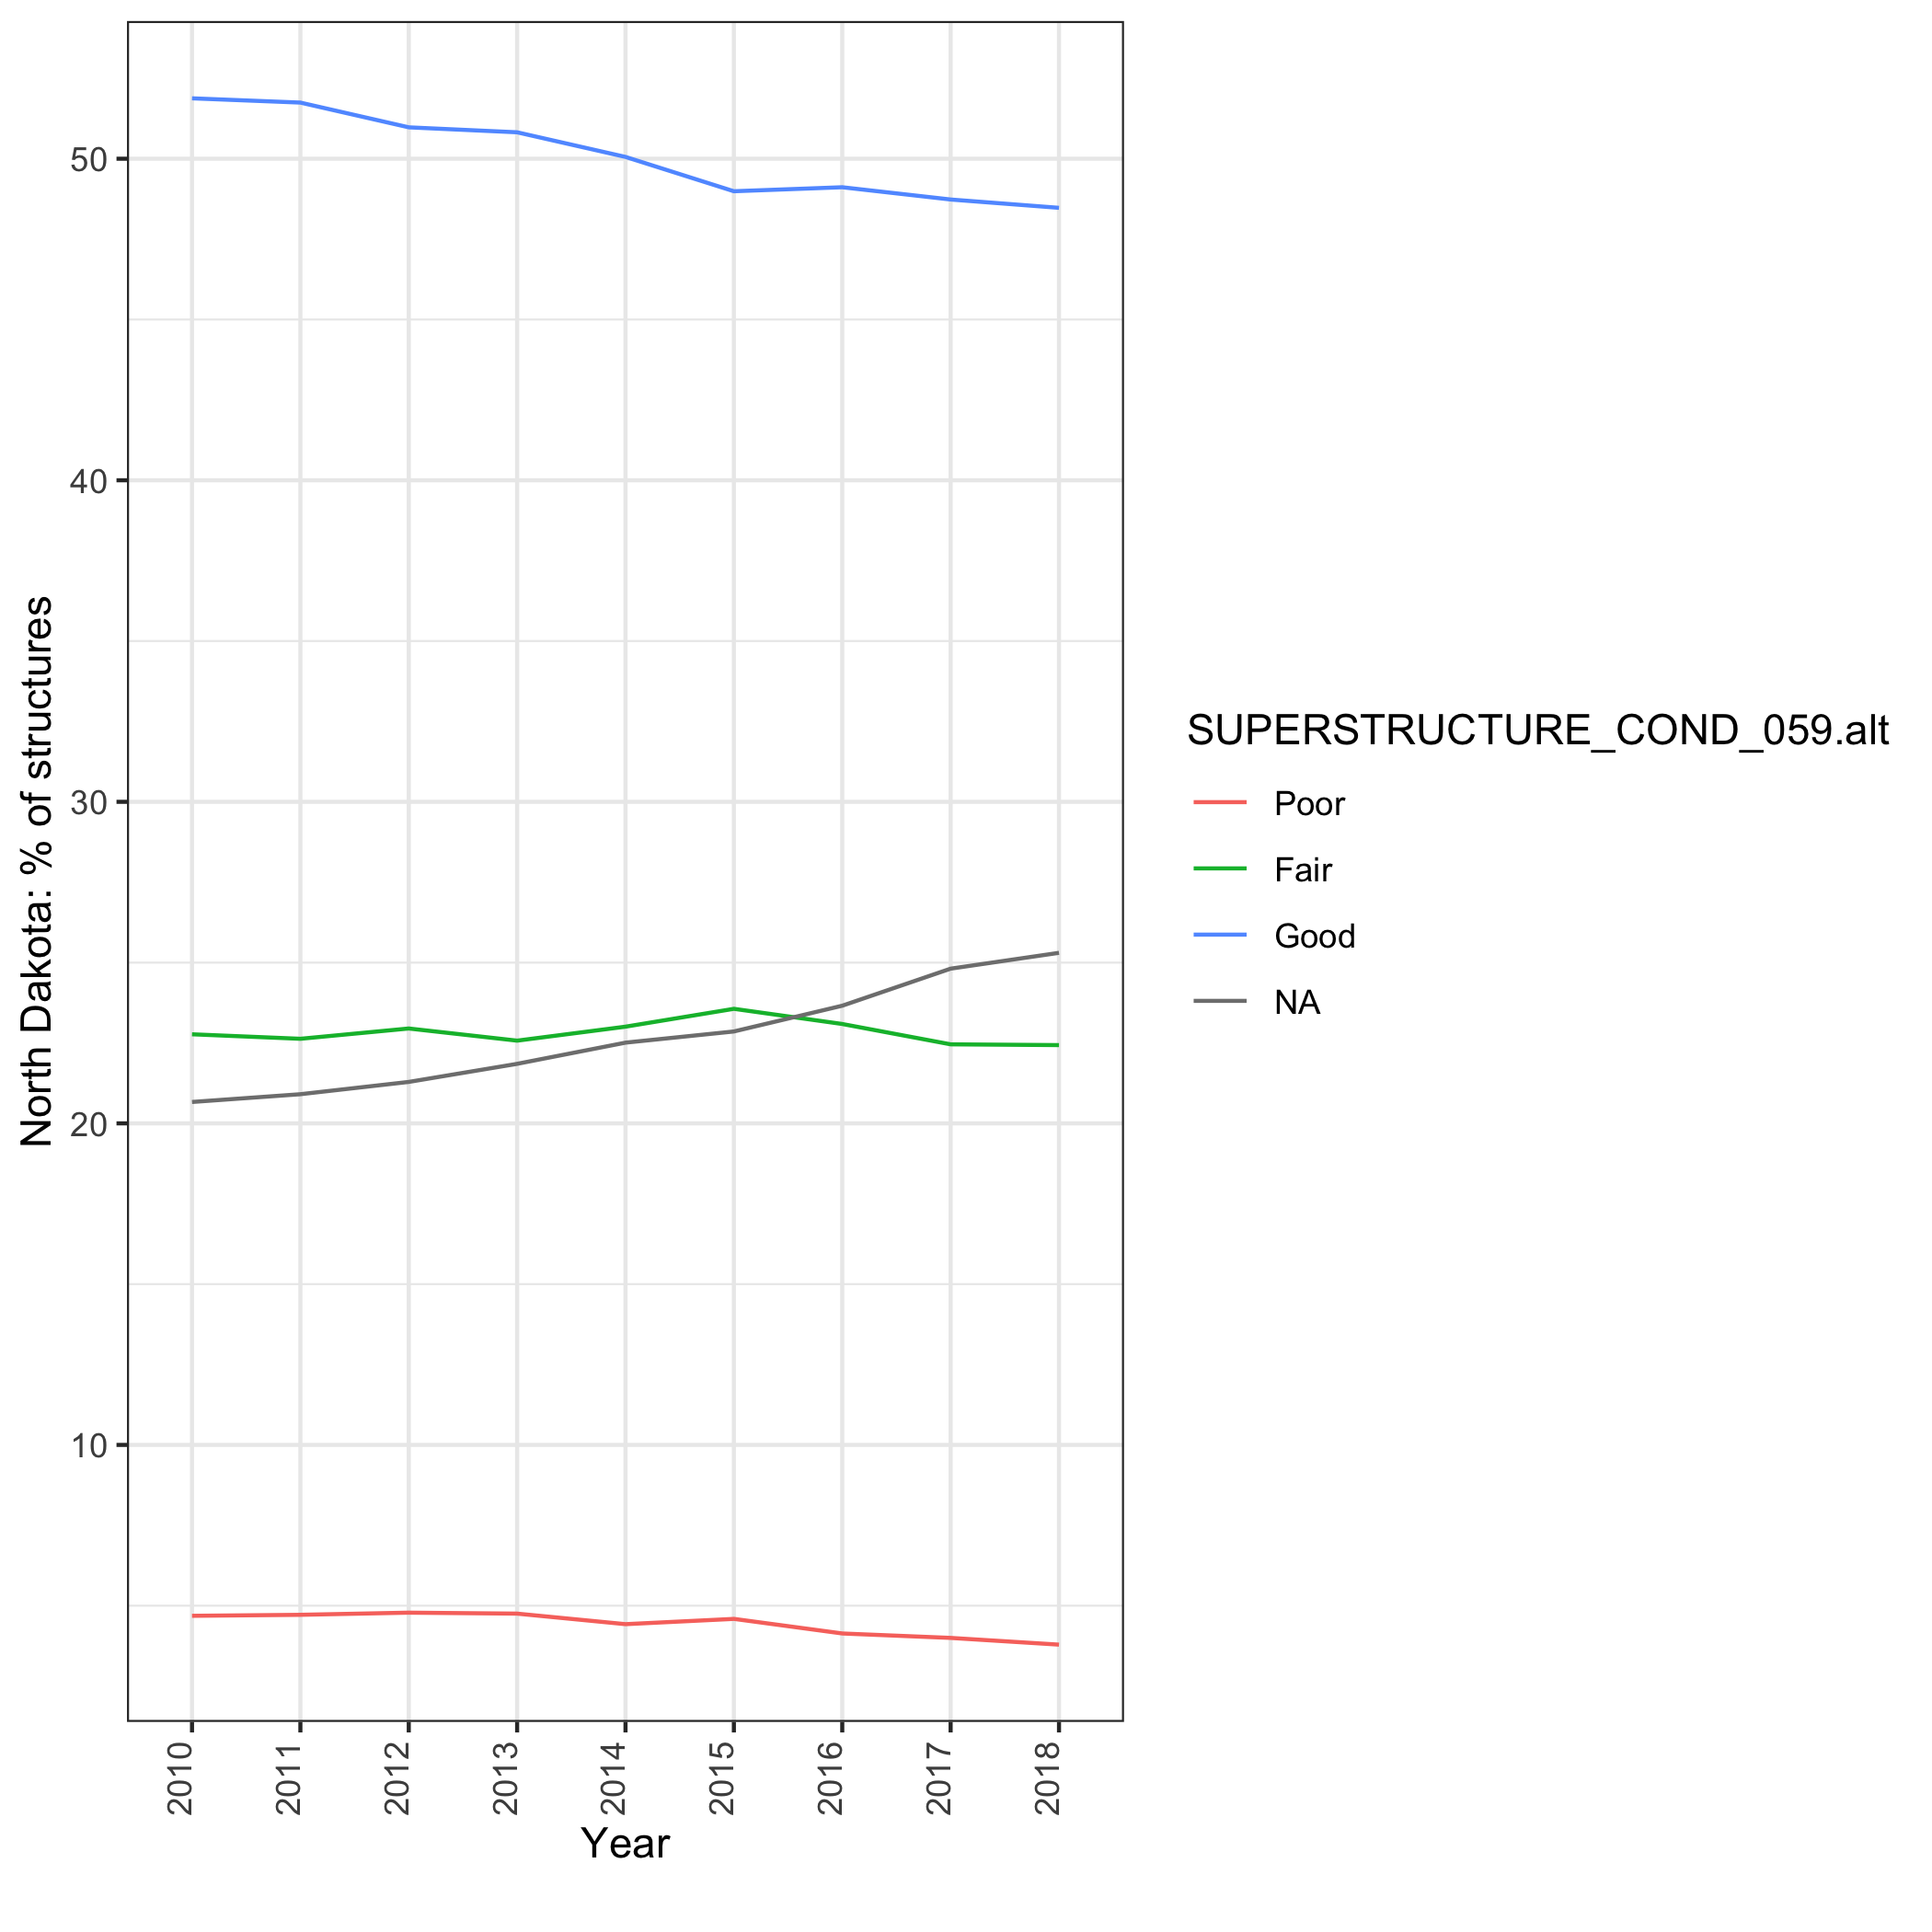 North Dakota: % of structures
50
40
30
20
10
2010
2011
2012
2013
2014
2015
2016
2017
2018
Year
SUPERSTRUCTURE_COND_059.alt
Poor
Fair
Good
NA